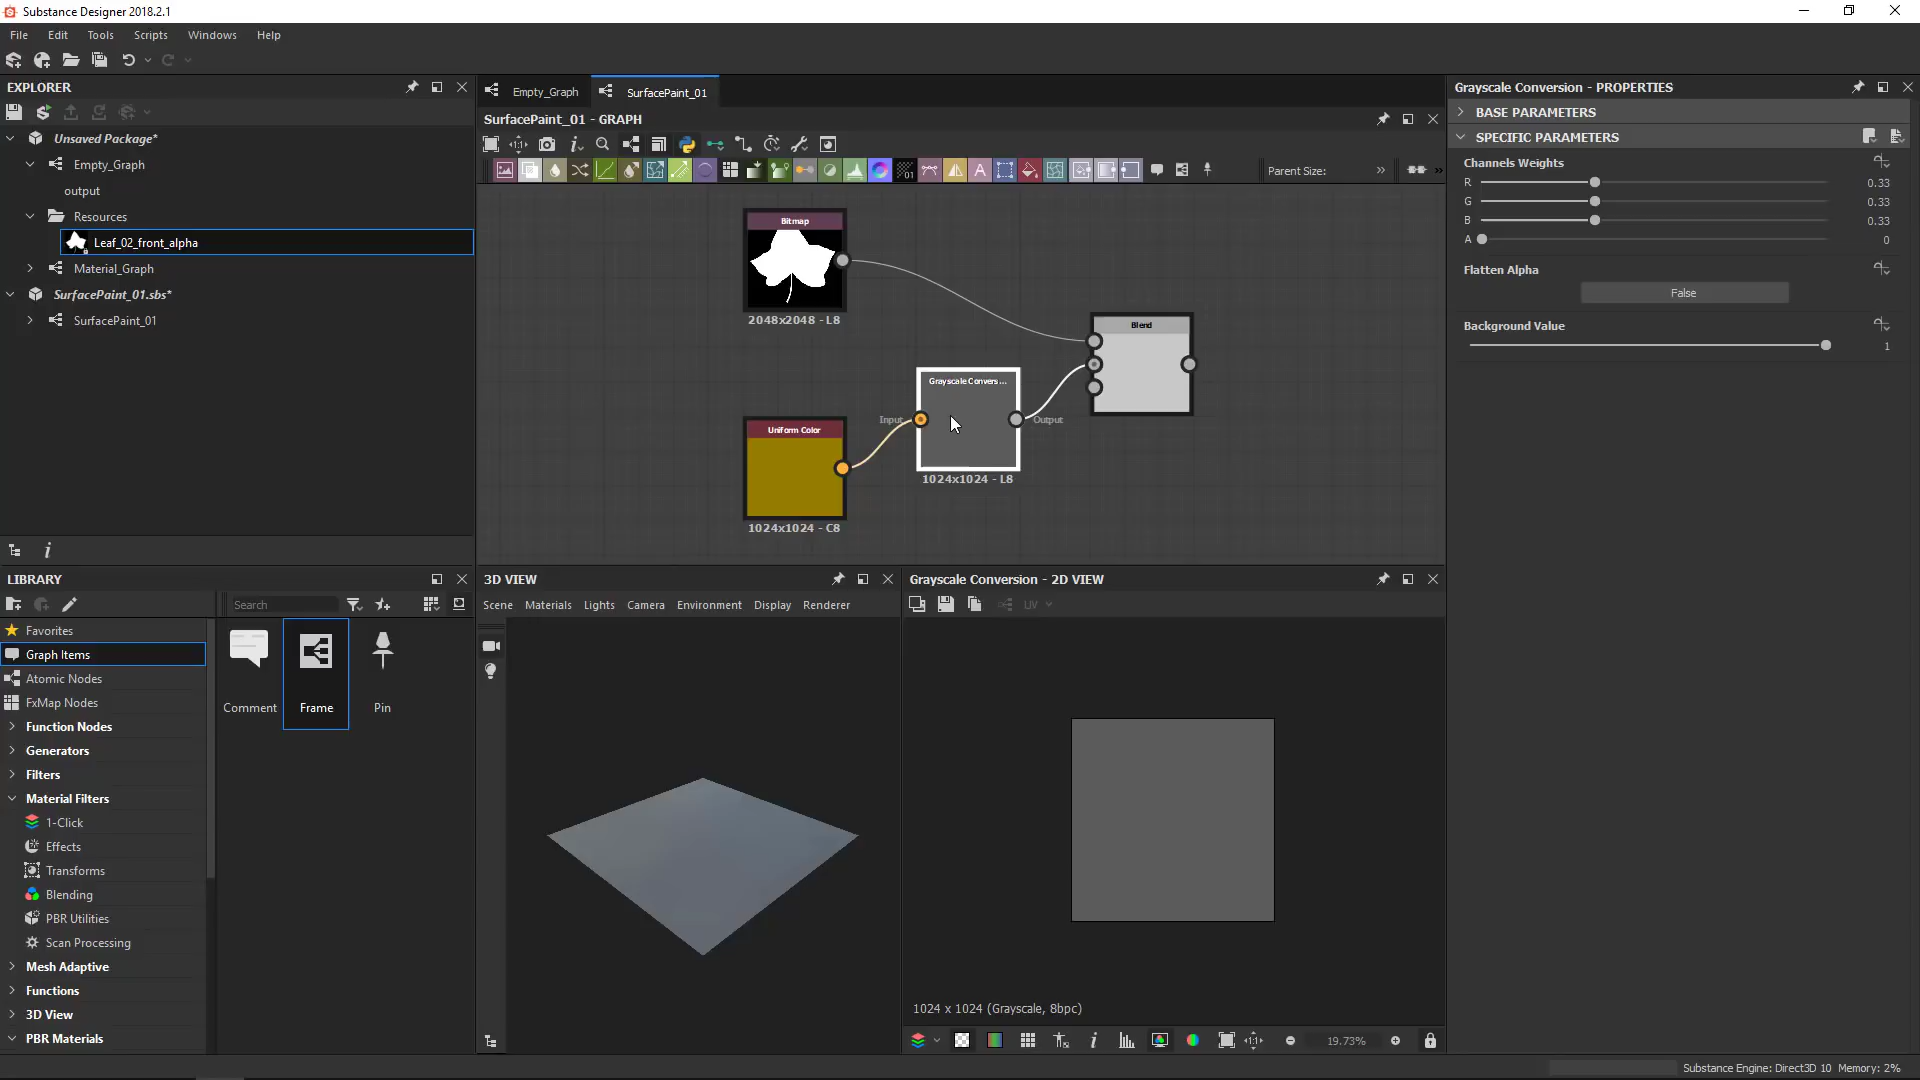 Substance Designer 2018.2.1
File Edit Tools Scripts Windows Help
EXPLORER
Unsaved Package*
Empty_Graph
output
Resources
Leaf_02_front_alpha
Material_Graph
SurfacePaint_01.sbs*
SurfacePaint_01
LIBRARY
Search
Favorites
Graph Items
Atomic Nodes
FxMap Nodes
Function Nodes
Generators
Filters
Material Filters
1-Click
Effects
Transforms
Blending
PBR Utilities
Scan Processing
Mesh Adaptive
Functions
3D View
PBR Materials
Comment
Frame
Pin
Empty_Graph
SurfacePaint_01
SurfacePaint_01 - GRAPH
Parent Size:
Bitmap
2048x2048 - L8
Uniform Color
1024x1024 - C8
Input
Grayscale Convers...
1024x1024 - L8
Output
Blend
3D VIEW
Scene Materials Lights Camera Environment Display Renderer
Grayscale Conversion - 2D VIEW
UV
1024 x 1024 (Grayscale, 8bpc)
19.73%
Grayscale Conversion - PROPERTIES
BASE PARAMETERS
SPECIFIC PARAMETERS
Channels Weights
R 0.33
G 0.33
B 0.33
A 0
Flatten Alpha
False
Background Value
1
Substance Engine: Direct3D 10 Memory: 2%